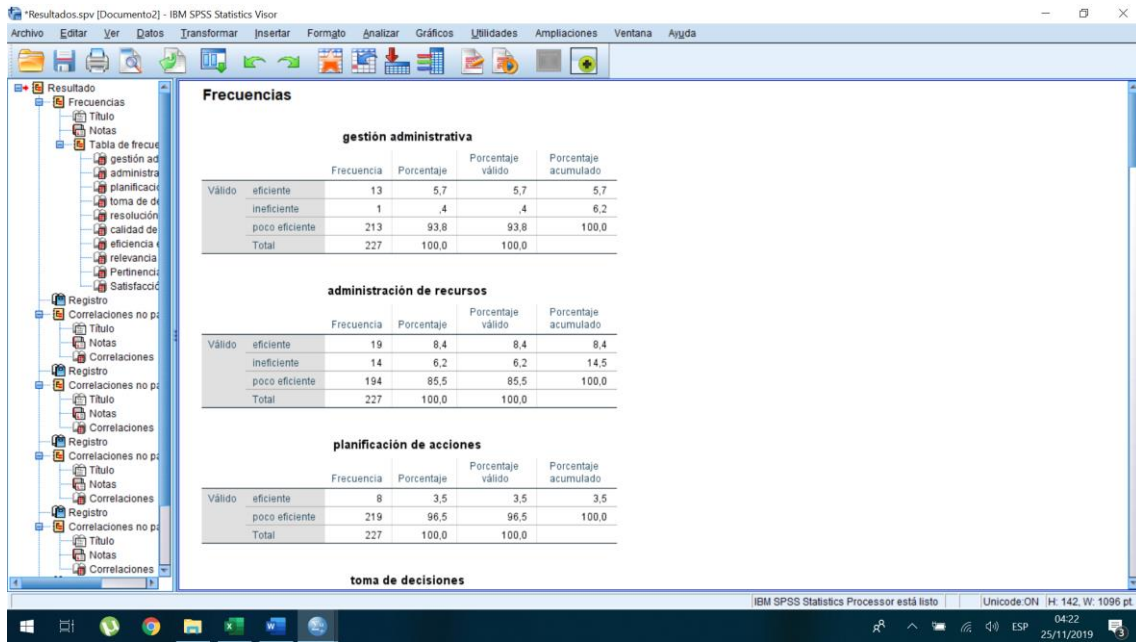 *Resultados.spv [Documento2] - IBM SPSS Statistics Visor
Archivo Editar Ver Datos Transformar Insertar Formato Analizar Gráficos Utilidades Ampliaciones Ventana Ayuda
Resultado
Frecuencias
Título
Notas
Tabla de frecue
gestión ad
administra
planificació
toma de de
resolución
calidad de
eficiencia e
relevancia
Pertinencia
Satisfacció
Registro
Correlaciones no pa
Título
Notas
Correlaciones
Registro
Correlaciones no pa
Título
Notas
Correlaciones
Registro
Correlaciones no pa
Título
Notas
Correlaciones
Registro
Correlaciones no pa
Título
Notas
Correlaciones
Frecuencias
gestión administrativa
Frecuencia Porcentaje Porcentaje válido Porcentaje acumulado
Válido eficiente 13 5,7 5,7 5,7
ineficiente 1 ,4 ,4 6,2
poco eficiente 213 93,8 93,8 100,0
Total 227 100,0 100,0
administración de recursos
Frecuencia Porcentaje Porcentaje válido Porcentaje acumulado
Válido eficiente 19 8,4 8,4 8,4
ineficiente 14 6,2 6,2 14,5
poco eficiente 194 85,5 85,5 100,0
Total 227 100,0 100,0
planificación de acciones
Frecuencia Porcentaje Porcentaje válido Porcentaje acumulado
Válido eficiente 8 3,5 3,5 3,5
poco eficiente 219 96,5 96,5 100,0
Total 227 100,0 100,0
toma de decisiones
IBM SPSS Statistics Processor está listo Unicode:ON H: 142, W: 1096 pt.
ESP 04:22
25/11/2019